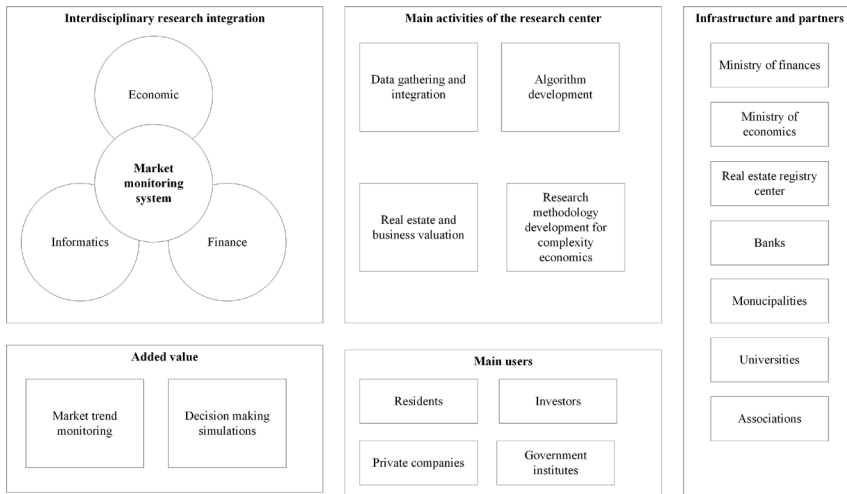 Interdisciplinary research integration
Economic
Market
monitoring
system
Informatics
Finance
Main activities of the research center
Data gathering and
integration
Algorithm
development
Real estate and
business valuation
Research
methodology
development for
complexity
economics
Infrastructure and partners
Ministry of finances
Ministry of
economics
Real estate registry
center
Banks
Monucipalities
Universities
Associations
Added value
Market trend
monitoring
Decision making
simulations
Main users
Residents
Investors
Private companies
Government
institutes